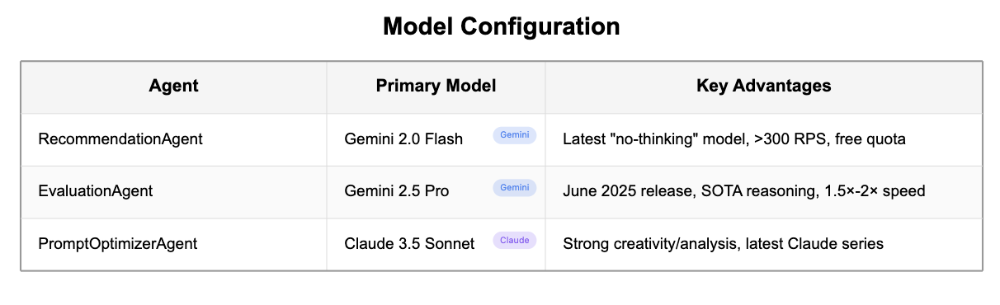 Model Configuration
Agent Primary Model Key Advantages
RecommendationAgent Gemini 2.0 Flash Gemini Latest "no-thinking" model, >300 RPS, free quota
EvaluationAgent Gemini 2.5 Pro Gemini June 2025 release, SOTA reasoning, 1.5×-2× speed
PromptOptimizerAgent Claude 3.5 Sonnet Claude Strong creativity/analysis, latest Claude series